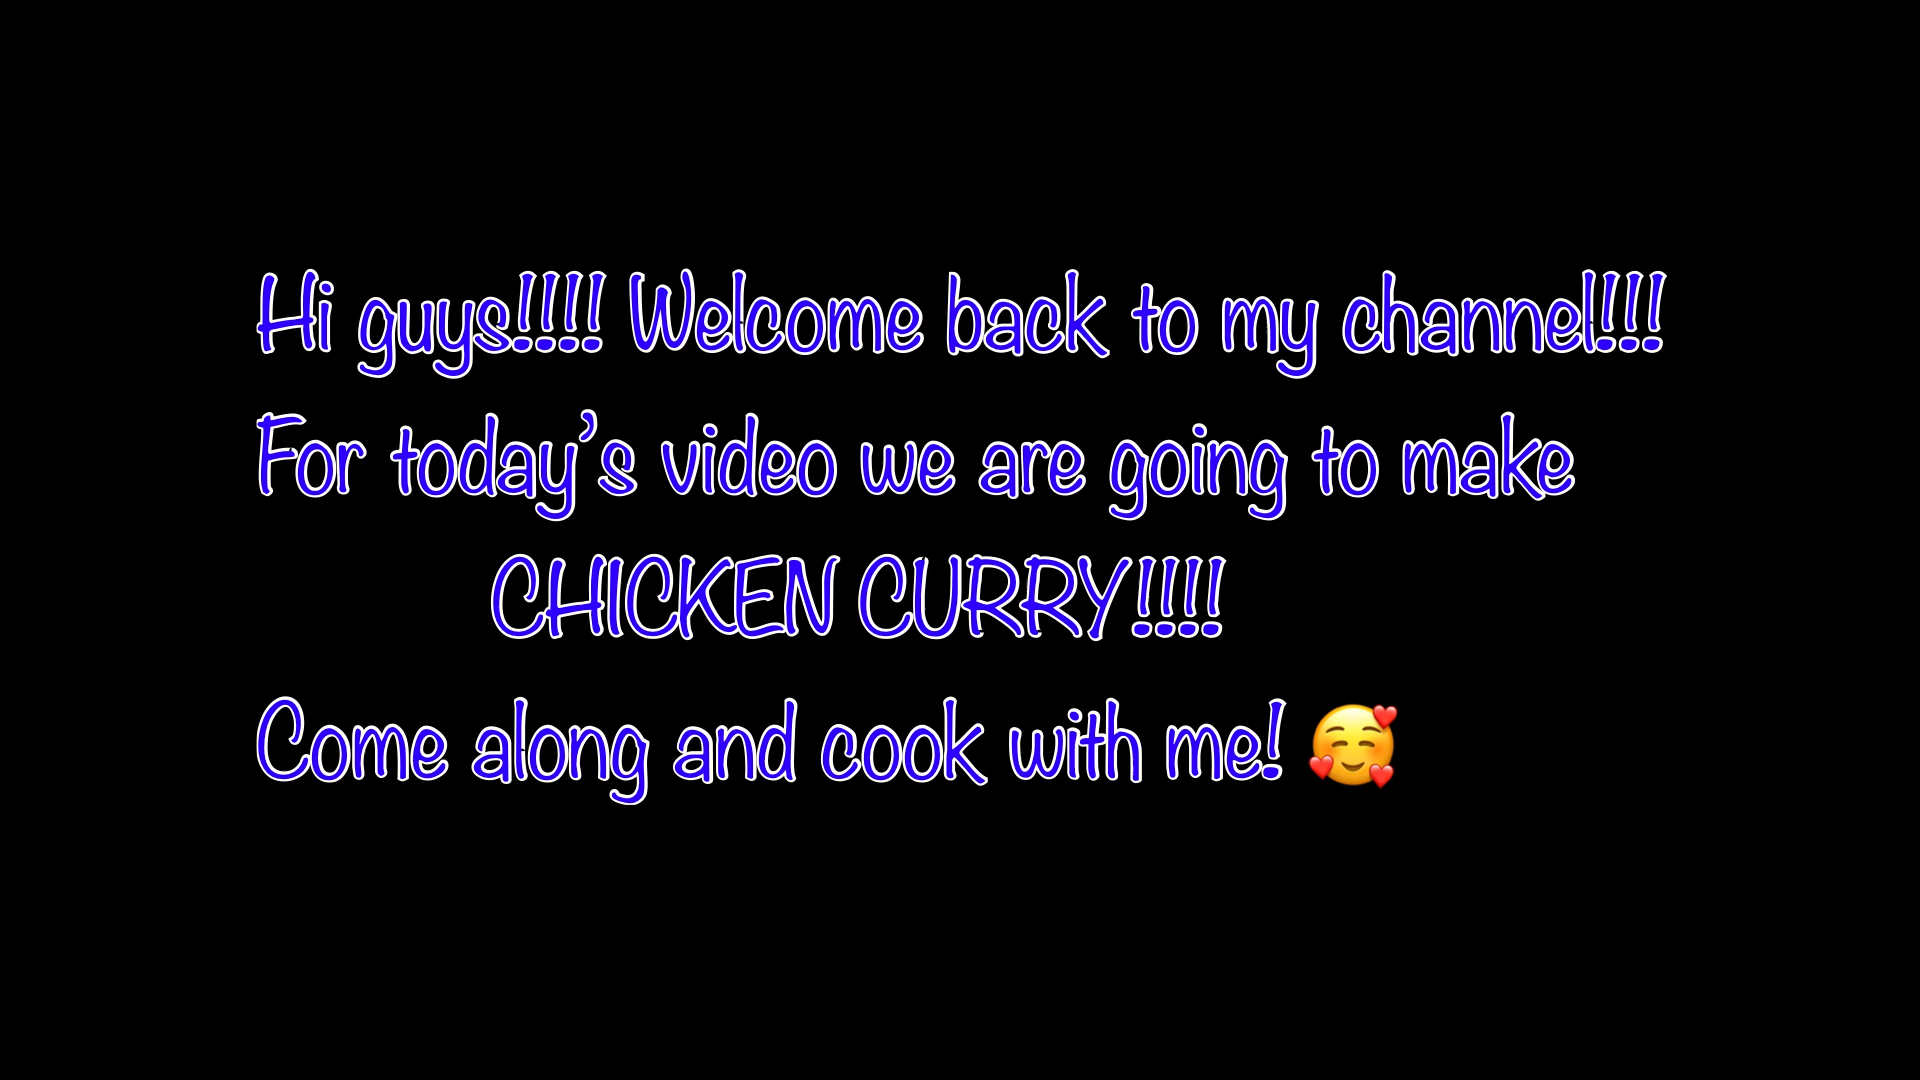 Hi guys!!!! Welcome back to my channel!!!
For today’s video we are going to make
CHICKEN CURRY!!!!
Come along and cook with me! 🥰